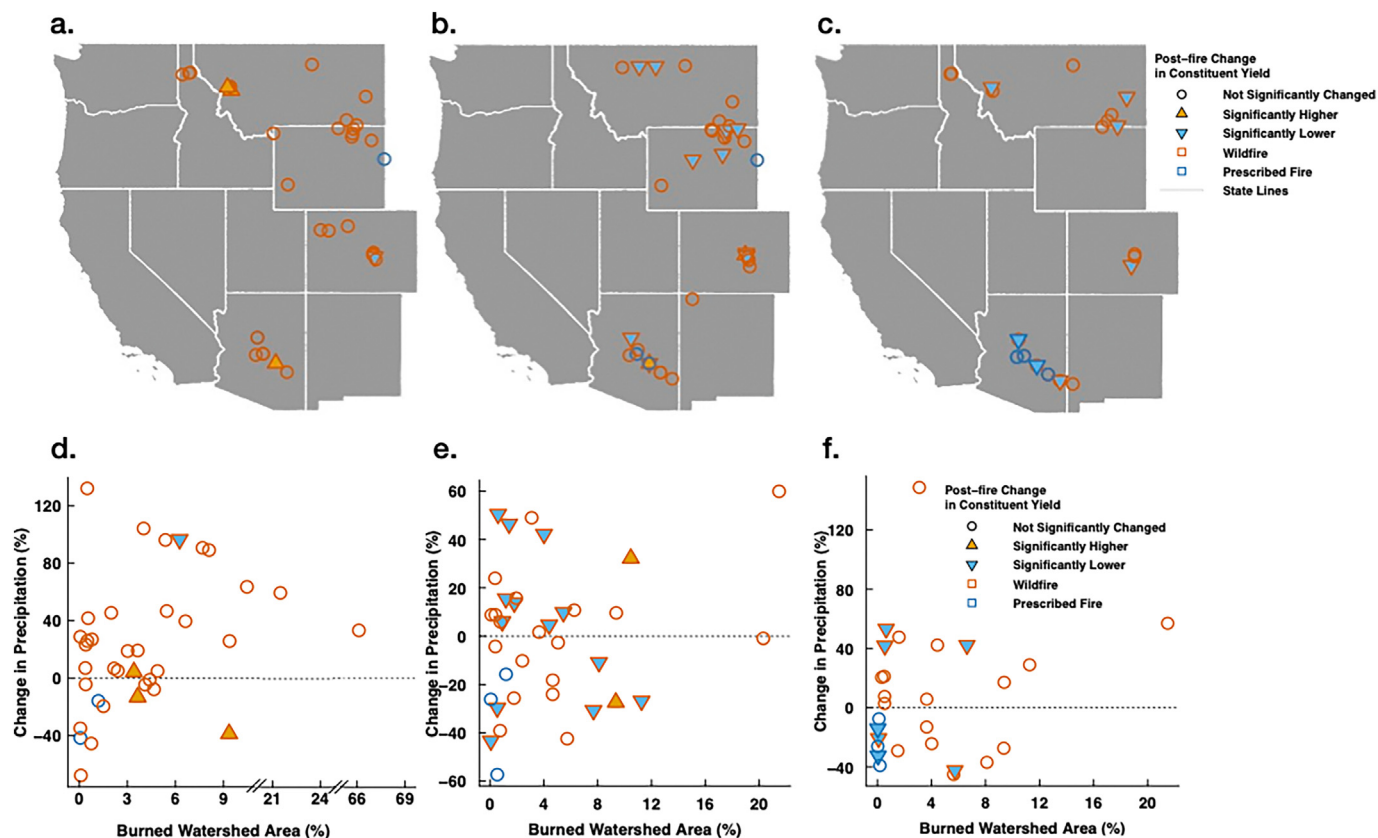 a.
b.
c.
Post–fire Change
in Constituent Yield
Not Significantly Changed
Significantly Higher
Significantly Lower
Wildfire
Prescribed Fire
State Lines
d.
e.
f.
Change in Precipitation (%)
120
80
40
0
−40
0
3
6
9
21
24
66
69
Burned Watershed Area (%)
Change in Precipitation (%)
60
40
20
0
−20
−40
−60
0
4
8
12
16
20
Burned Watershed Area (%)
Change in Precipitation (%)
120
80
40
0
−40
0
4
8
12
16
20
Burned Watershed Area (%)
Post–fire Change
in Constituent Yield
Not Significantly Changed
Significantly Higher
Significantly Lower
Wildfire
Prescribed Fire